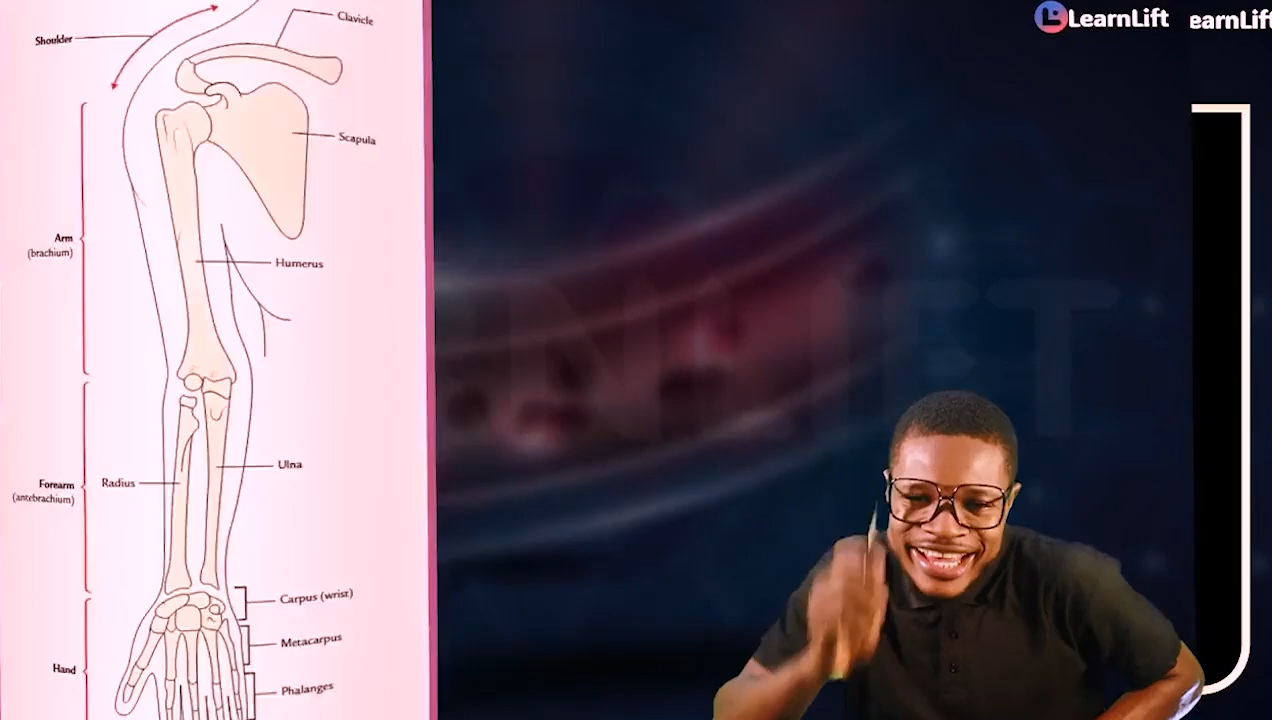 Clavicle
Shoulder
Scapula
Arm
(brachium)
Humerus
Ulna
Forearm
(antebrachium)
Radius
Carpus (wrist)
Metacarpus
Hand
Phalanges
LearnLift
earnLift